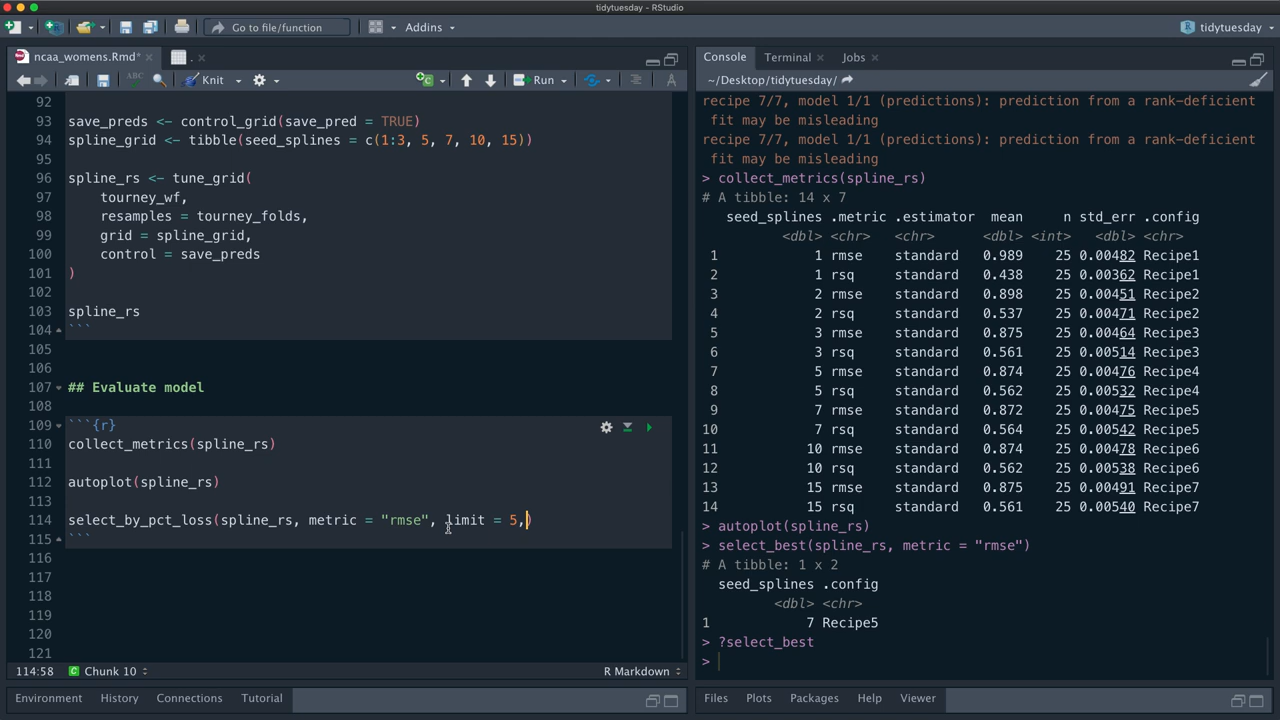 tidytuesday - RStudio
Go to file/function
Addins
tidytuesday
ncaa_womens.Rmd*
.
ABC
Knit
Run
92
93 save_preds <- control_grid(save_pred = TRUE)
94 spline_grid <- tibble(seed_splines = c(1:3, 5, 7, 10, 15))
95
96 spline_rs <- tune_grid(
97 tourney_wf,
98 resamples = tourney_folds,
99 grid = spline_grid,
100 control = save_preds
101 )
102
103 spline_rs
104 ```
105
106
107 ## Evaluate model
108
109 ```{r}
110 collect_metrics(spline_rs)
111
112 autoplot(spline_rs)
113
114 select_by_pct_loss(spline_rs, metric = "rmse", limit = 5,)
115 ```
116
117
118
119
120
121
114:58 Chunk 10 R Markdown
Environment History Connections Tutorial
Console Terminal Jobs
~/Desktop/tidytuesday/
recipe 7/7, model 1/1 (predictions): prediction from a rank-deficient
fit may be misleading
recipe 7/7, model 1/1 (predictions): prediction from a rank-deficient
fit may be misleading
> collect_metrics(spline_rs)
# A tibble: 14 x 7
seed_splines .metric .estimator mean n std_err .config
<dbl> <chr> <chr> <dbl> <int> <dbl> <chr>
1 1 rmse standard 0.989 25 0.00482 Recipe1
2 1 rsq standard 0.438 25 0.00362 Recipe1
3 2 rmse standard 0.898 25 0.00451 Recipe2
4 2 rsq standard 0.537 25 0.00471 Recipe2
5 3 rmse standard 0.875 25 0.00464 Recipe3
6 3 rsq standard 0.561 25 0.00514 Recipe3
7 5 rmse standard 0.874 25 0.00476 Recipe4
8 5 rsq standard 0.562 25 0.00532 Recipe4
9 7 rmse standard 0.872 25 0.00475 Recipe5
10 7 rsq standard 0.564 25 0.00542 Recipe5
11 10 rmse standard 0.874 25 0.00478 Recipe6
12 10 rsq standard 0.562 25 0.00538 Recipe6
13 15 rmse standard 0.875 25 0.00491 Recipe7
14 15 rsq standard 0.562 25 0.00540 Recipe7
> autoplot(spline_rs)
> select_best(spline_rs, metric = "rmse")
# A tibble: 1 x 2
seed_splines .config
<dbl> <chr>
1 7 Recipe5
> ?select_best
>
Files Plots Packages Help Viewer